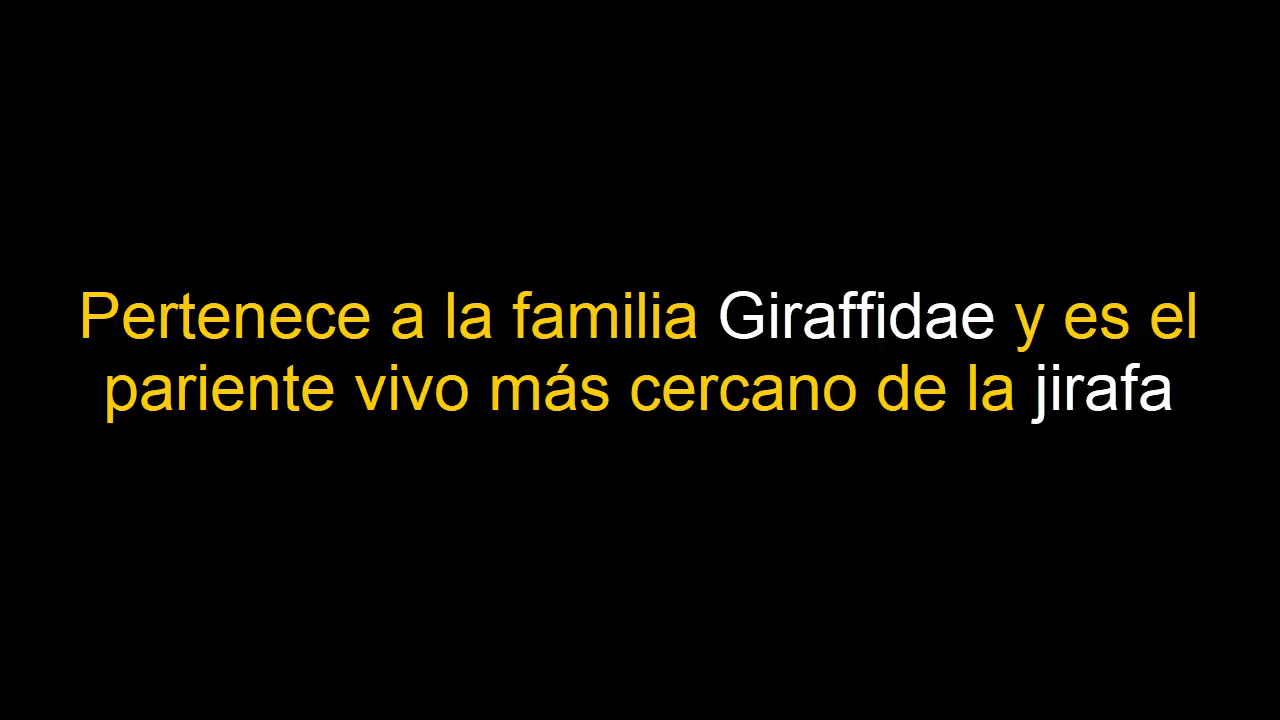 Pertenece a la familia Giraffidae y es el
pariente vivo más cercano de la jirafa